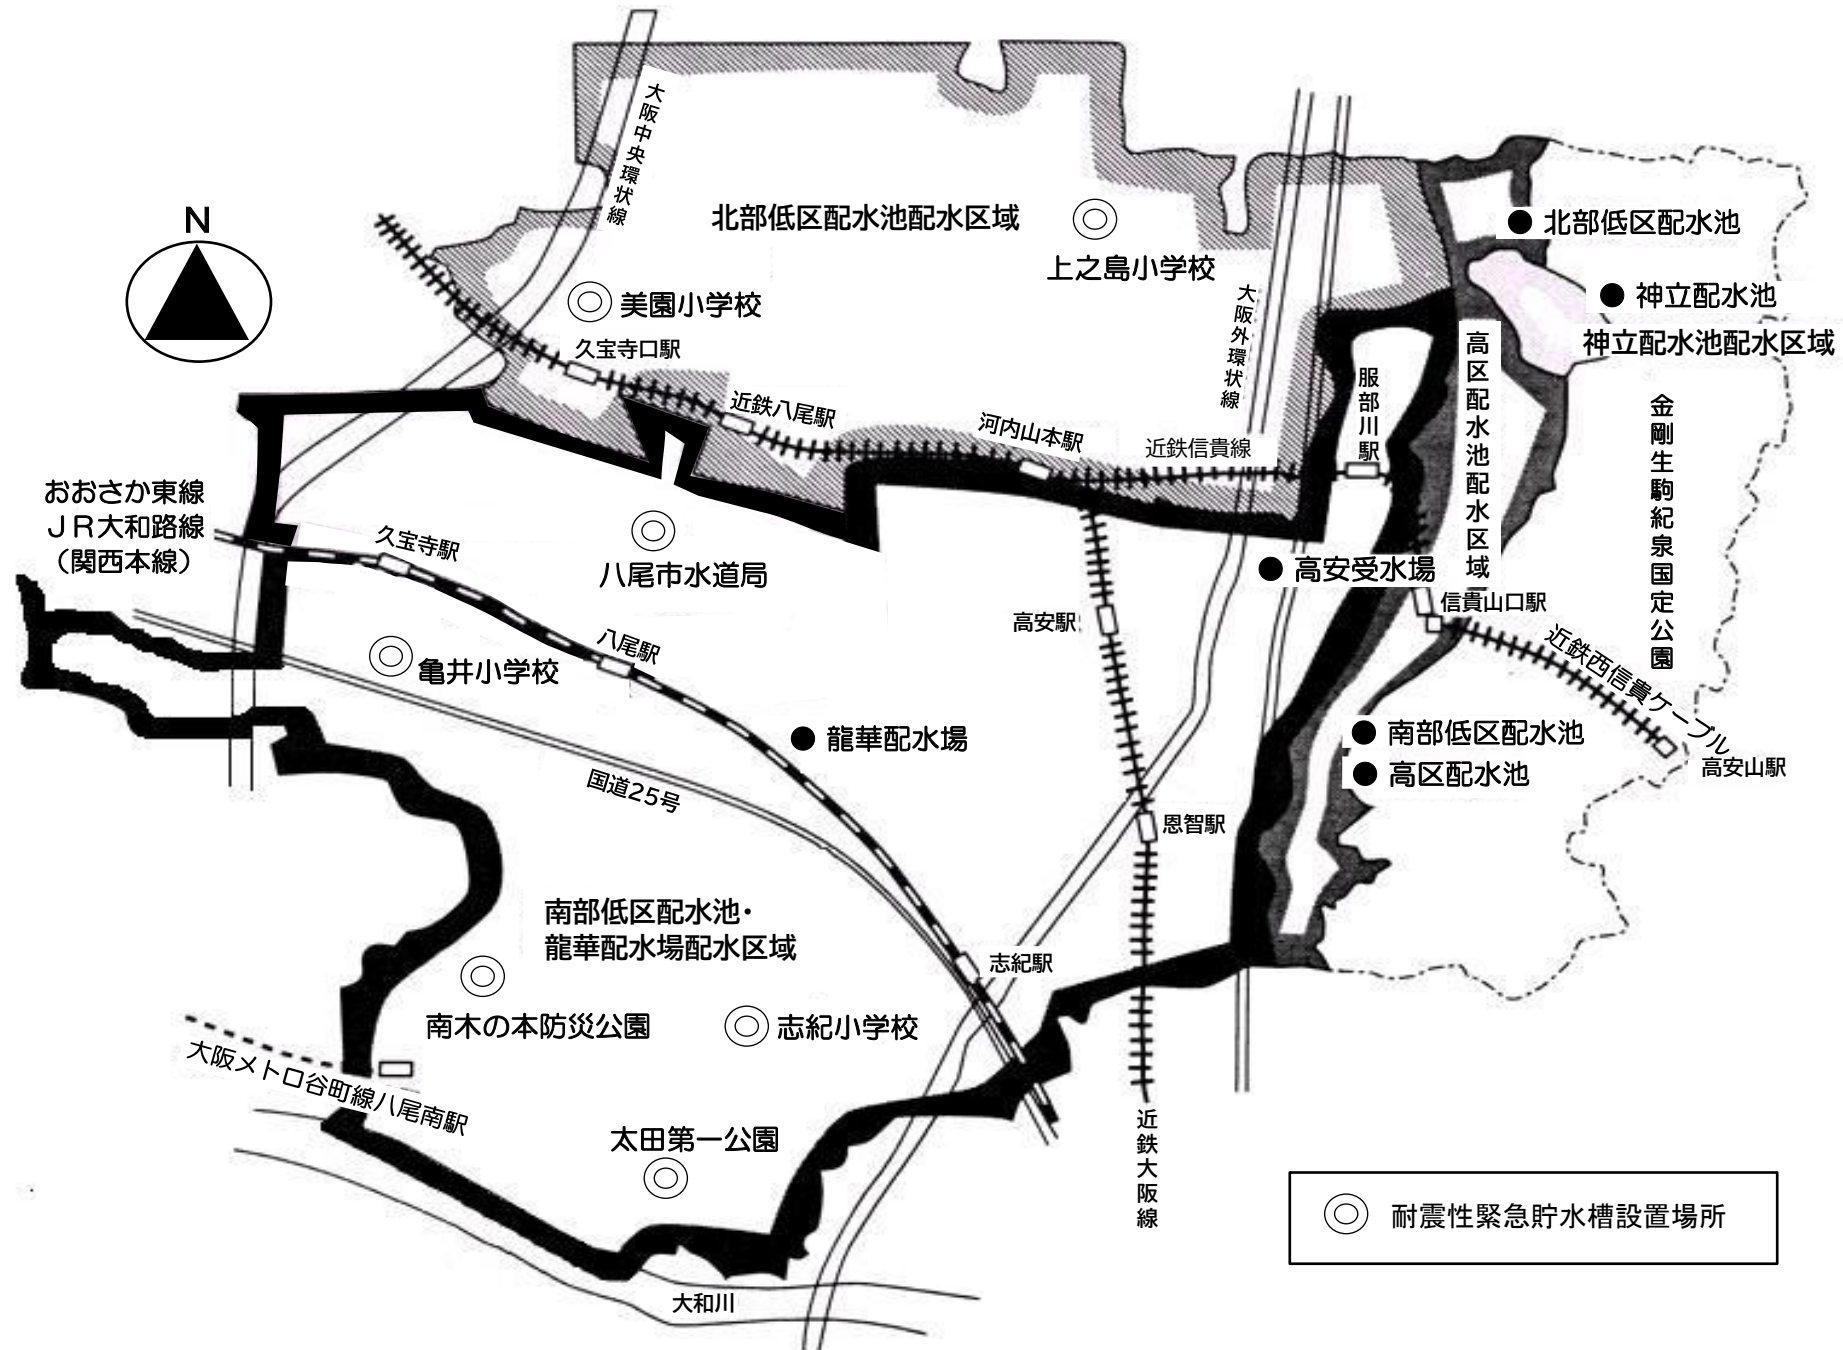 N
大阪中央環状線
北部低区配水池配水区域
上之島小学校
北部低区配水池
神立配水池
神立配水池配水区域
美園小学校
久宝寺口駅
大阪外環状線
高区配水池配水区域
服部川駅
金剛生駒紀泉国定公園
近鉄八尾駅
河内山本駅
近鉄信貴線
おおさか東線
JR大和路線
（関西本線）
久宝寺駅
八尾市水道局
高安受水場
信貴山口駅
高安駅
近鉄西信貴ケーブル
八尾駅
亀井小学校
龍華配水場
南部低区配水池
高区配水池
高安山駅
国道25号
恩智駅
南部低区配水池・
龍華配水場配水区域
志紀駅
南木の本防災公園
志紀小学校
大阪メトロ谷町線八尾南駅
太田第一公園
近鉄大阪線
耐震性緊急貯水槽設置場所
大和川